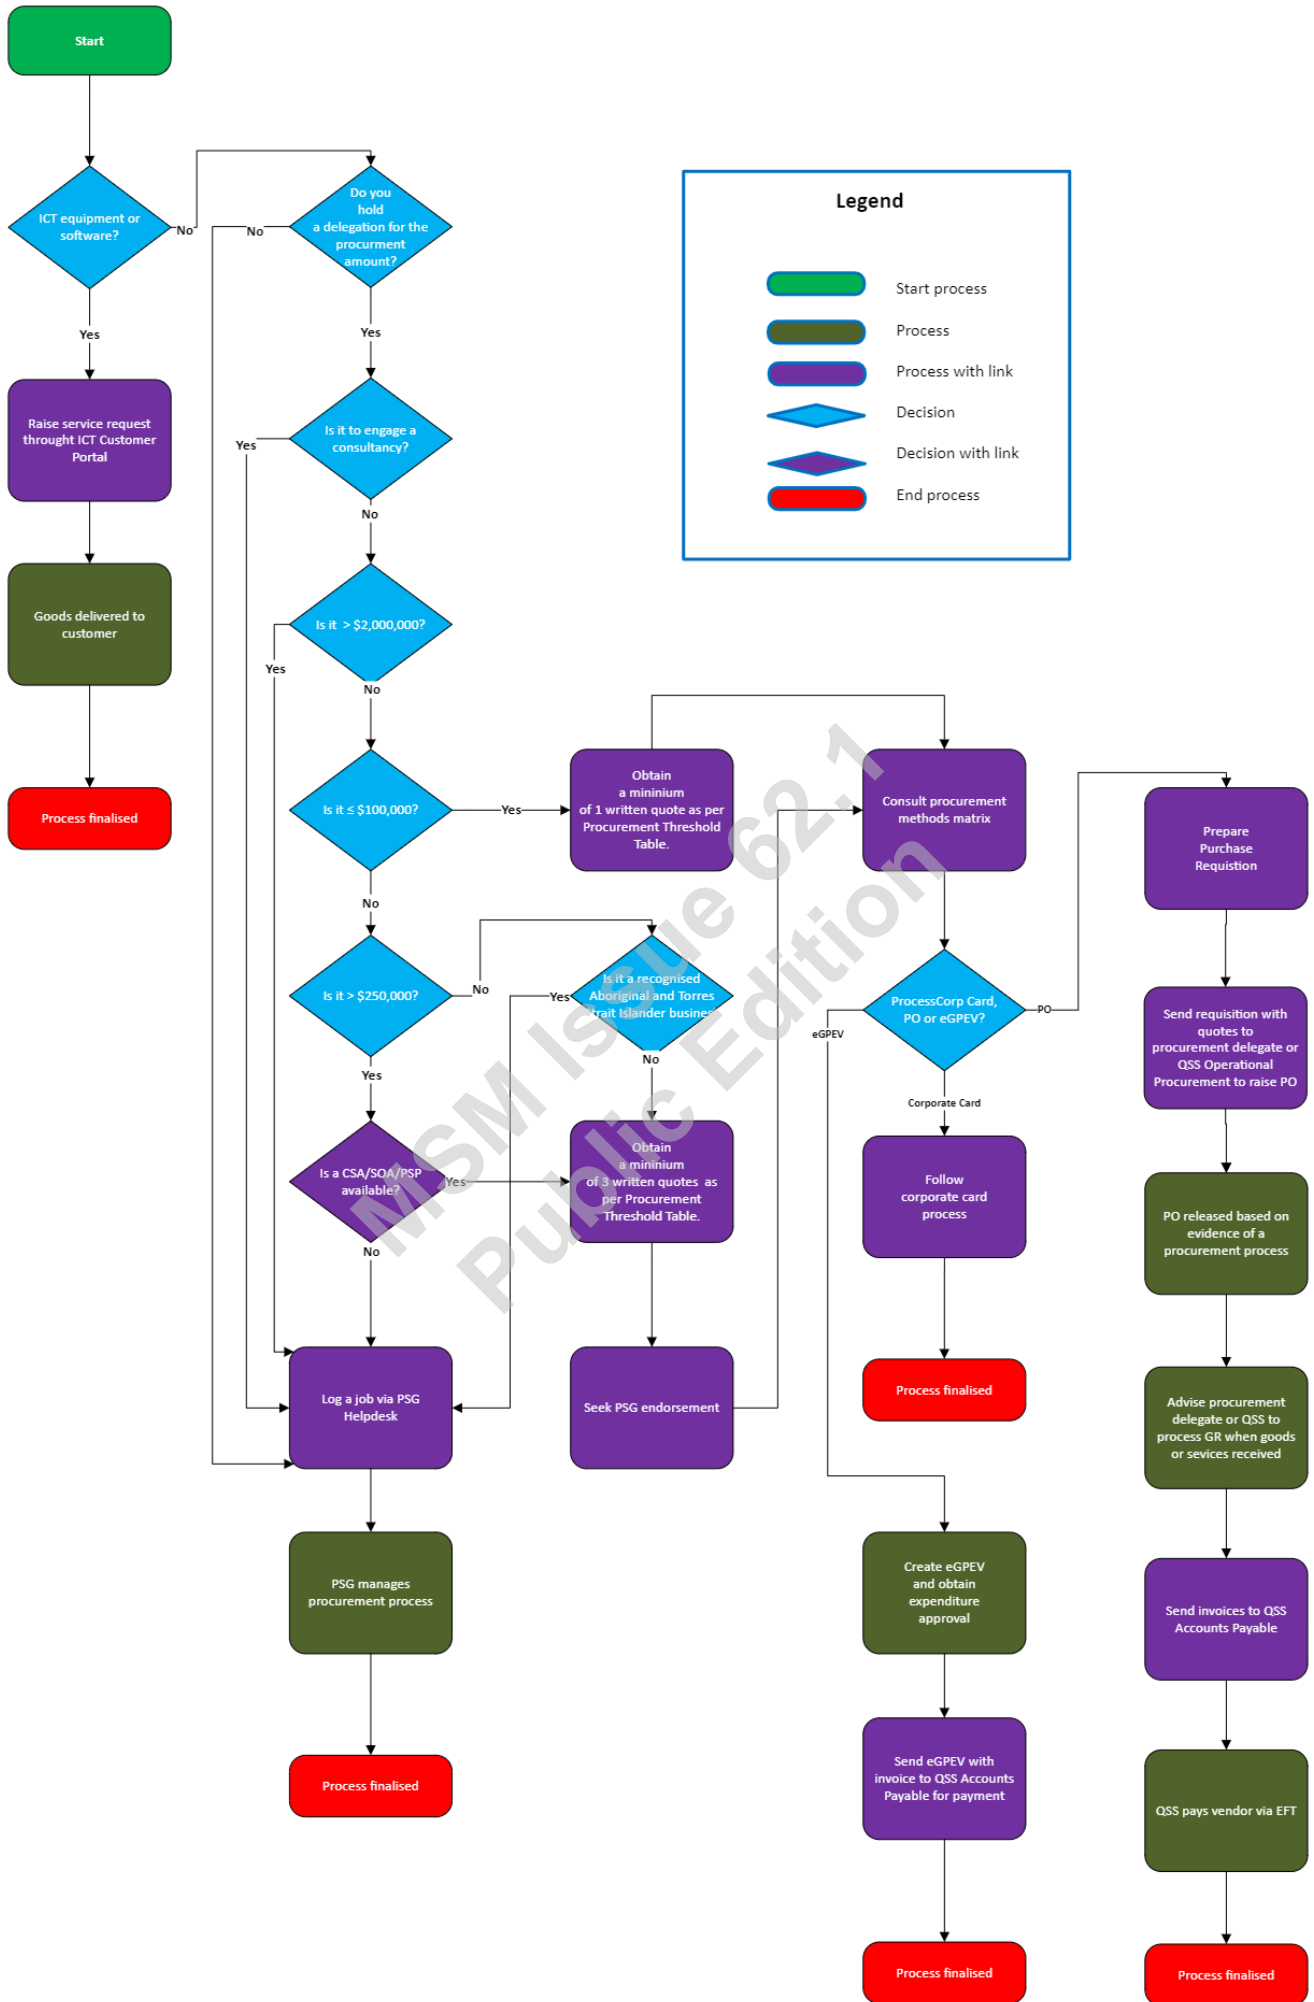 Start
ICT equipment or
software?
No
Yes
Raise service request
throught ICT Customer
Portal
Goods delivered to
customer
Process finalised
Do you
hold
a delegation for the
procurment
amount?
No
Yes
Is it to engage a
consultancy?
Yes
No
Is it > $2,000,000?
Yes
No
Is it ≤ $100,000?
Yes
No
Is it > $250,000?
No
Yes
Is a CSA/SOA/PSP
available?
Yes
No
Log a job via PSG
Helpdesk
PSG manages
procurement process
Process finalised
Obtain
a mininium
of 1 written quote as per
Procurement Threshold
Table.
Is it a recognised
Aboriginal and Torres
trait Islander busines
Yes
No
Obtain
a mininium
of 3 written quotes as
per Procurement
Threshold Table.
Seek PSG endorsement
Legend
Start process
Process
Process with link
Decision
Decision with link
End process
Consult procurement
methods matrix
ProcessCorp Card,
PO or eGPEV?
eGPEV
PO
Corporate Card
Follow
corporate card
process
Process finalised
Create eGPEV
and obtain
expenditure
approval
Send eGPEV with
invoice to QSS Accounts
Payable for payment
Process finalised
Prepare
Purchase
Requistion
Send requisition with
quotes to
procurement delegate or
QSS Operational
Procurement to raise PO
PO released based on
evidence of a
procurement process
Advise procurement
delegate or QSS to
process GR when goods
or sevices received
Send invoices to QSS
Accounts Payable
QSS pays vendor via EFT
Process finalised
MSM Issue 62.1
Public Edition